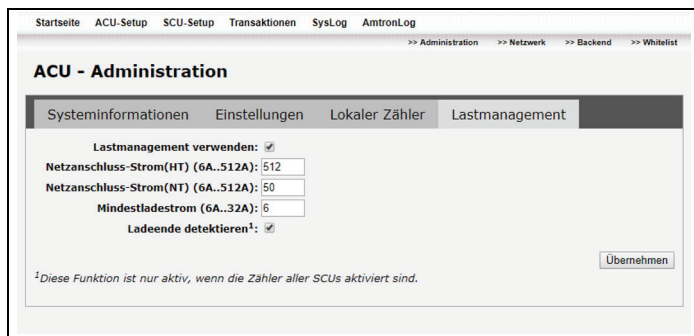 Startseite ACU-Setup SCU-Setup Transaktionen SysLog AmtronLog
>> Administration >> Netzwerk >> Backend >> Whitelist
ACU - Administration
Systeminformationen Einstellungen Lokaler Zähler Lastmanagement
Lastmanagement verwenden:
Netzanschluss-Strom(HT) (6A..512A): 512
Netzanschluss-Strom(NT) (6A..512A): 50
Mindestladestrom (6A..32A): 6
Ladeende detektieren¹:
Übernehmen
¹Diese Funktion ist nur aktiv, wenn die Zähler aller SCUs aktiviert sind.